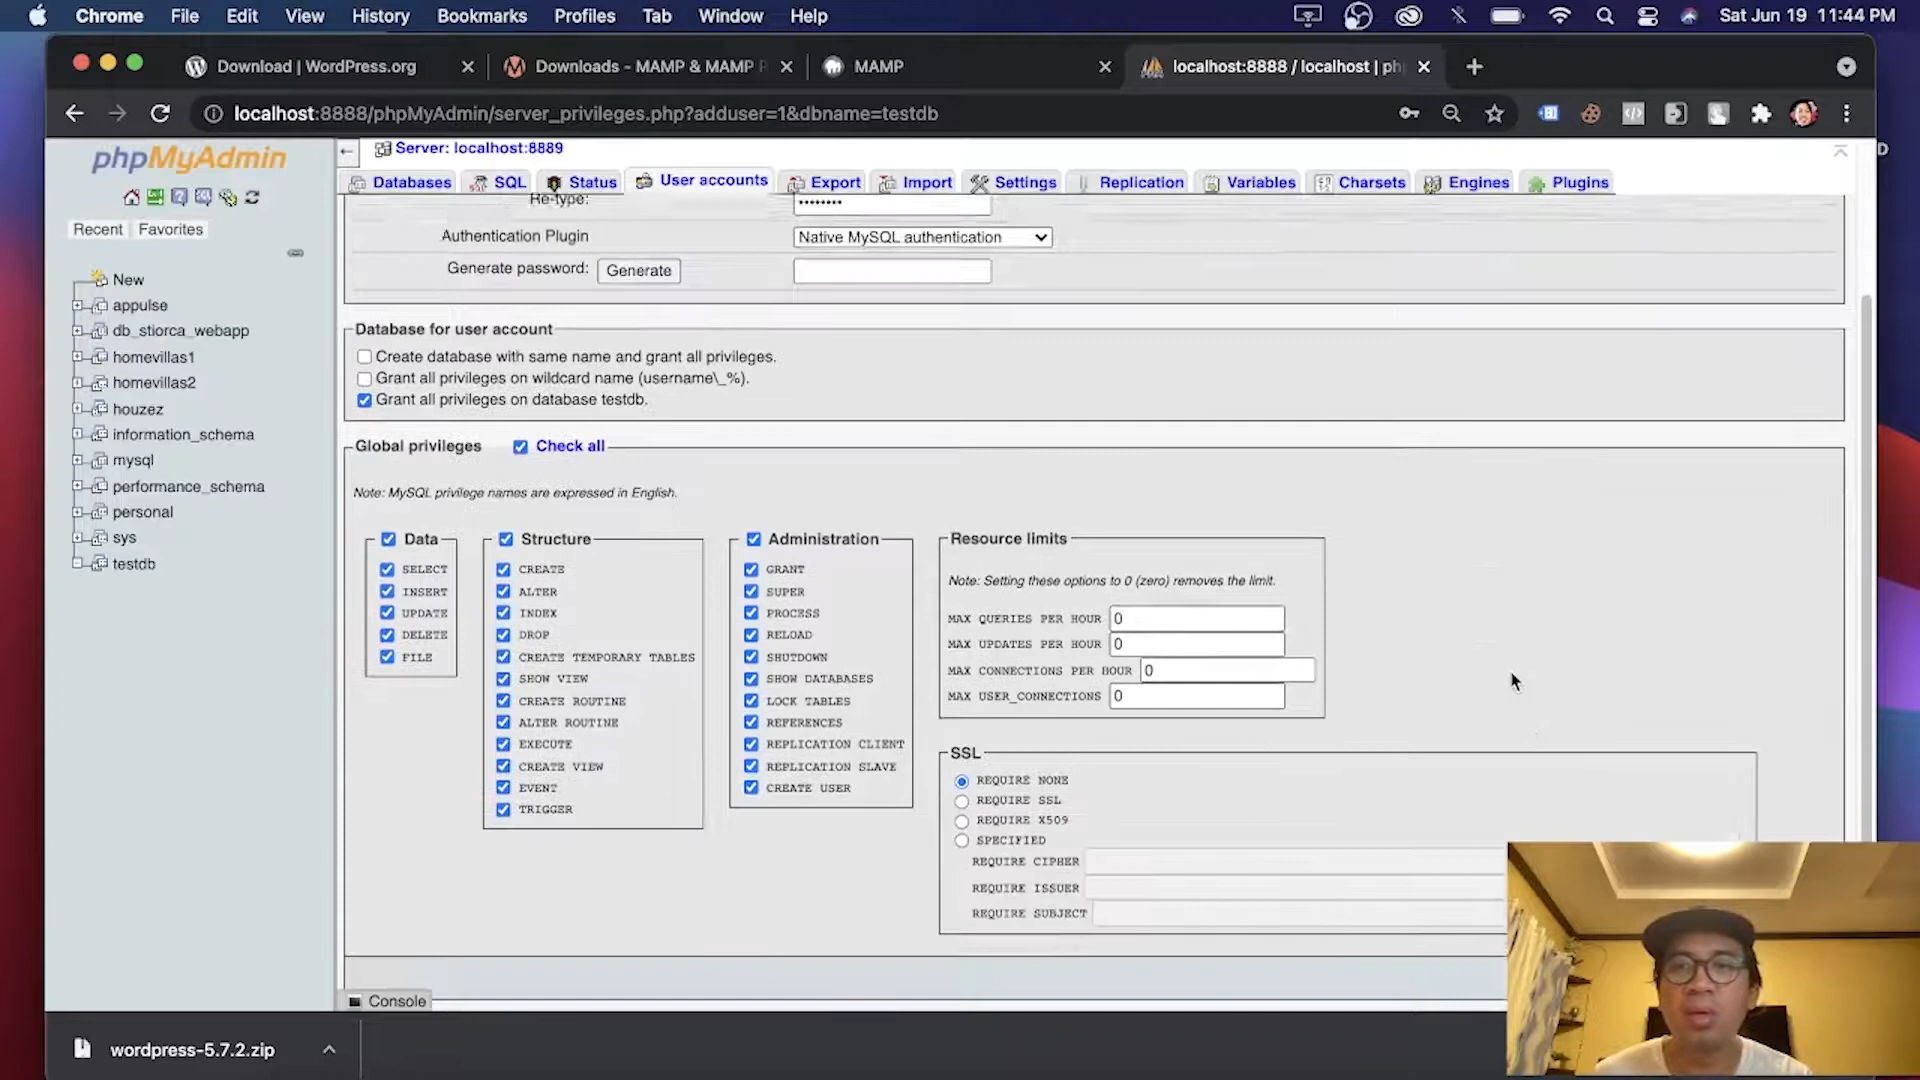 Chrome File Edit View History Bookmarks Profiles Tab Window Help Sat Jun 19 11:44 PM
Download | WordPress.org Downloads - MAMP & MAMP MAMP localhost:8888 / localhost | ph
localhost:8888/phpMyAdmin/server_privileges.php?adduser=1&dbname=testdb
phpMyAdmin
Recent Favorites
New
appulse
db_stiorca_webapp
homevillas1
homevillas2
houzez
information_schema
mysql
performance_schema
personal
sys
testdb
Server: localhost:8889
Databases SQL Status User accounts Export Import Settings Replication Variables Charsets Engines Plugins
Re-type: ••••••••
Authentication Plugin Native MySQL authentication
Generate password: Generate
Database for user account
Create database with same name and grant all privileges.
Grant all privileges on wildcard name (username\_%).
Grant all privileges on database testdb.
Global privileges Check all
Note: MySQL privilege names are expressed in English.
Data
SELECT
INSERT
UPDATE
DELETE
FILE
Structure
CREATE
ALTER
INDEX
DROP
CREATE TEMPORARY TABLES
SHOW VIEW
CREATE ROUTINE
ALTER ROUTINE
EXECUTE
CREATE VIEW
EVENT
TRIGGER
Administration
GRANT
SUPER
PROCESS
RELOAD
SHUTDOWN
SHOW DATABASES
LOCK TABLES
REFERENCES
REPLICATION CLIENT
REPLICATION SLAVE
CREATE USER
Resource limits
Note: Setting these options to 0 (zero) removes the limit.
MAX QUERIES PER HOUR 0
MAX UPDATES PER HOUR 0
MAX CONNECTIONS PER HOUR 0
MAX USER_CONNECTIONS 0
SSL
REQUIRE NONE
REQUIRE SSL
REQUIRE X509
SPECIFIED
REQUIRE CIPHER
REQUIRE ISSUER
REQUIRE SUBJECT
Console
wordpress-5.7.2.zip